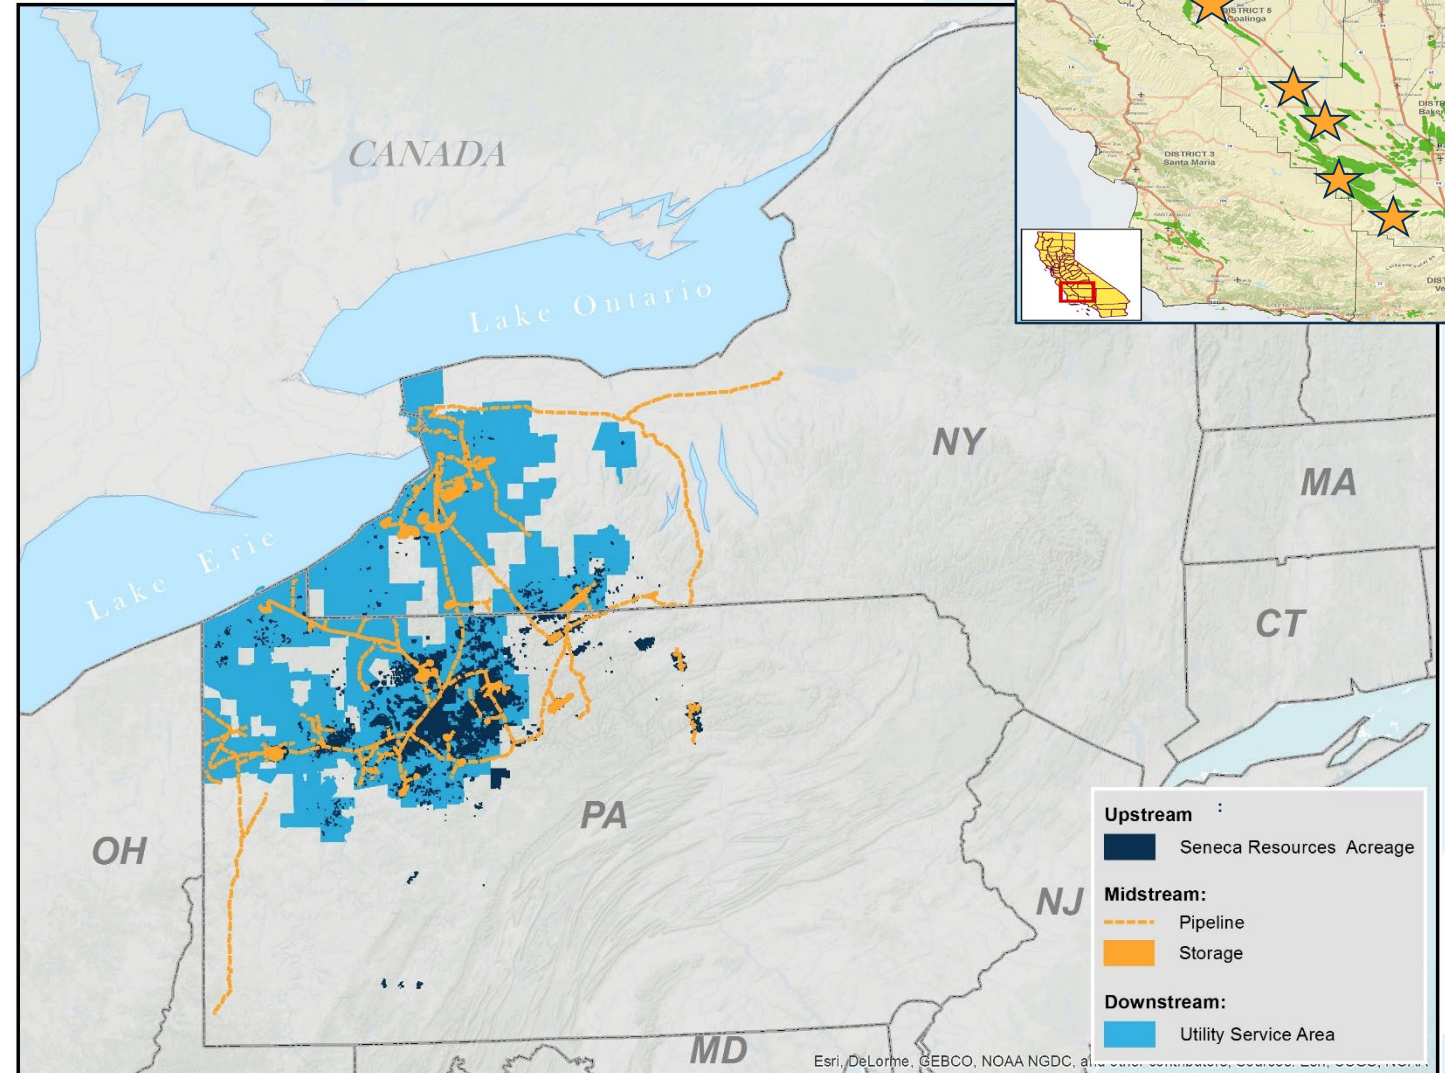 DISTRICT 5
Coalinga
DISTRICT 3
Santa Maria
CANADA
Lake Ontario
NY
MA
Lake Erie
CT
PA
OH
NJ
MD
Upstream :
Seneca Resources Acreage
Midstream:
Pipeline
Storage
Downstream:
Utility Service Area
Esri, DeLorme, GEBCO, NOAA NGDC,